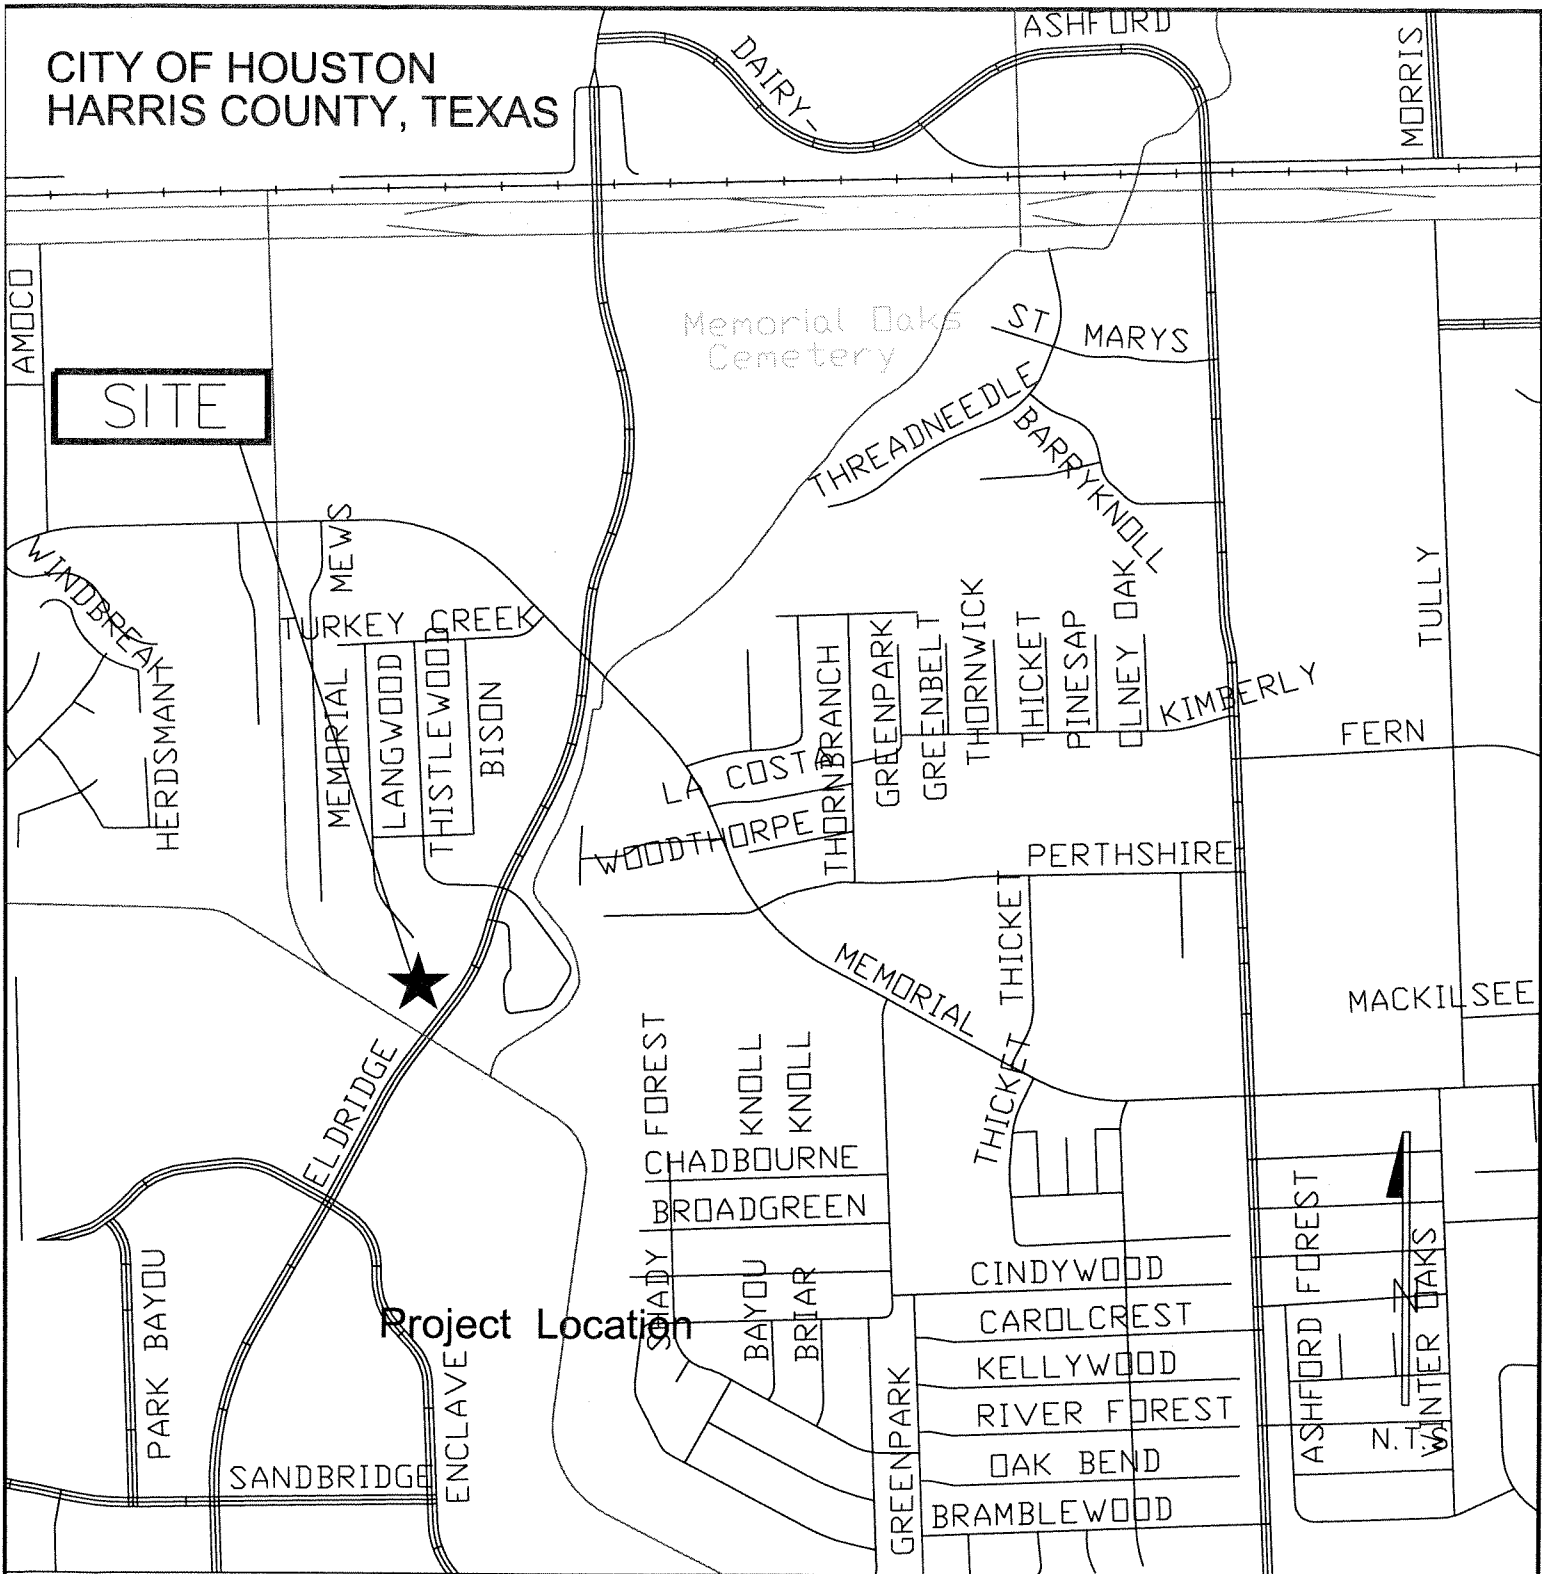 CITY OF HOUSTON
HARRIS COUNTY, TEXAS
DAIRY-
ASHFORD
MORRIS
AMOCO
Memorial Oaks
Cemetery
ST MARYS
SITE
THREADNEEDLE
BARRYKNOLL
WINDBREAK
MEWS
TURKEY CREEK
HERDSMANT
MEMORIAL
LANGWOOD
THISTLEWOOD
BISON
THORNBRANCH
GREENPARK
GREENBELT
THORNWICK
THICKET
PINESAP
OLNEY OAK
KIMBERLY
TULLY
FERN
LA COSTA
WOODTHORPE
PERTHSHIRE
THICKET
MEMORIAL
MACKILSEE
THICKET
ELDRIDGE
FOREST
KNOLL
KNOLL
CHADBOURNE
BROADGREEN
SHADY
BAYOU
BRIAR
CINDYWOOD
CAROLCREST
KELLYWOOD
RIVER FOREST
OAK BEND
BRAMBLEWOOD
GREENPARK
ASHFORD FOREST
WINTER OAKS
N
N.T.S
PARK BAYOU
Project Location
ENCLAVE
SANDBRIDGE